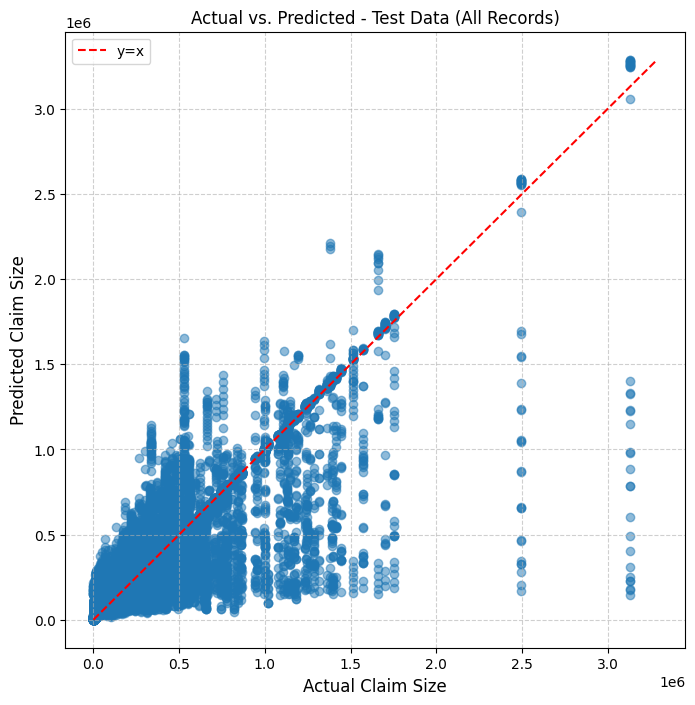 Actual vs. Predicted - Test Data (All Records)
1e6
y=x
3.0
2.5
2.0
1.5
1.0
0.5
0.0
Predicted Claim Size
0.0 0.5 1.0 1.5 2.0 2.5 3.0
1e6
Actual Claim Size